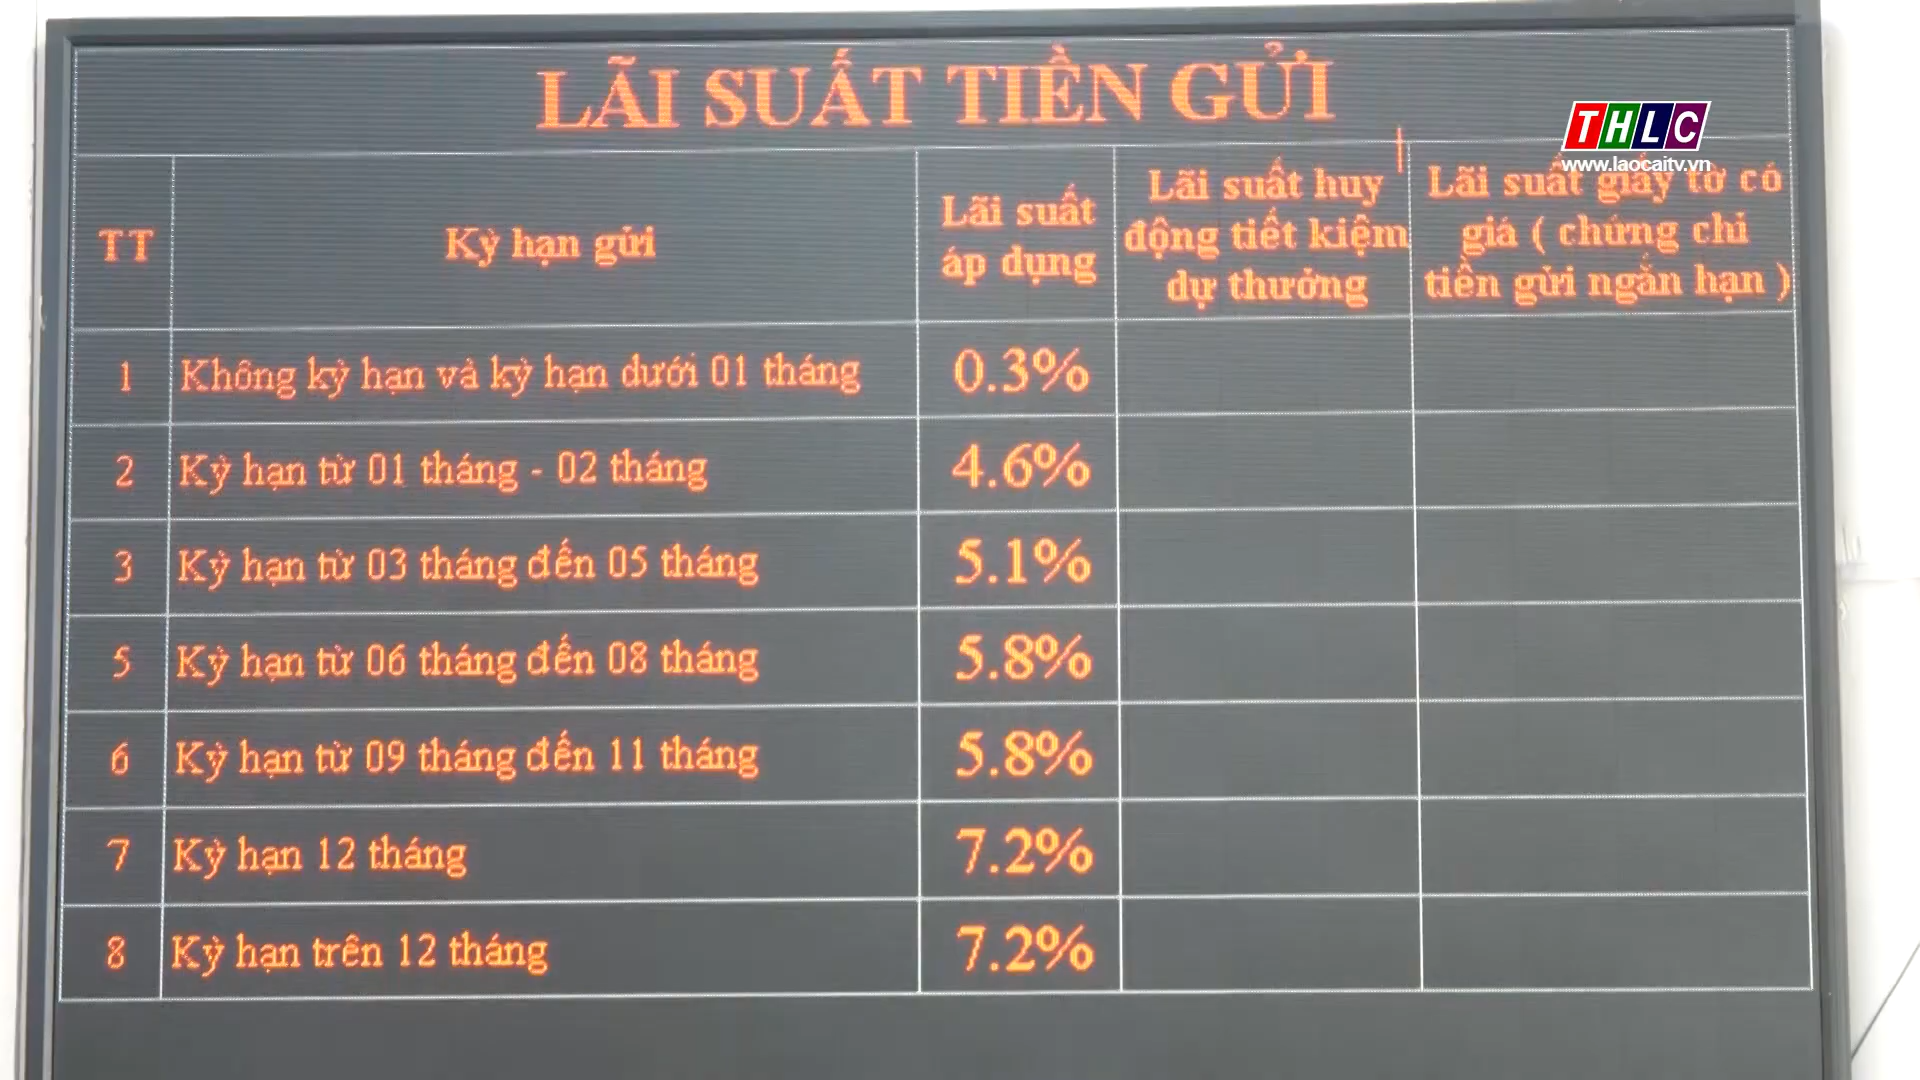 LÃI SUẤT TIỀN GỬI
THLC
www.laocaitv.vn
TT
Kỳ hạn gửi
Lãi suất
áp dụng
Lãi suất huy
động tiết kiệm
dự thưởng
Lãi suất giấy tờ có
giá ( chứng chỉ
tiền gửi ngắn hạn )
1 Không kỳ hạn và kỳ hạn dưới 01 tháng 0.3%
2 Kỳ hạn từ 01 tháng - 02 tháng 4.6%
3 Kỳ hạn từ 03 tháng đến 05 tháng 5.1%
5 Kỳ hạn từ 06 tháng đến 08 tháng 5.8%
6 Kỳ hạn từ 09 tháng đến 11 tháng 5.8%
7 Kỳ hạn 12 tháng 7.2%
8 Kỳ hạn trên 12 tháng 7.2%